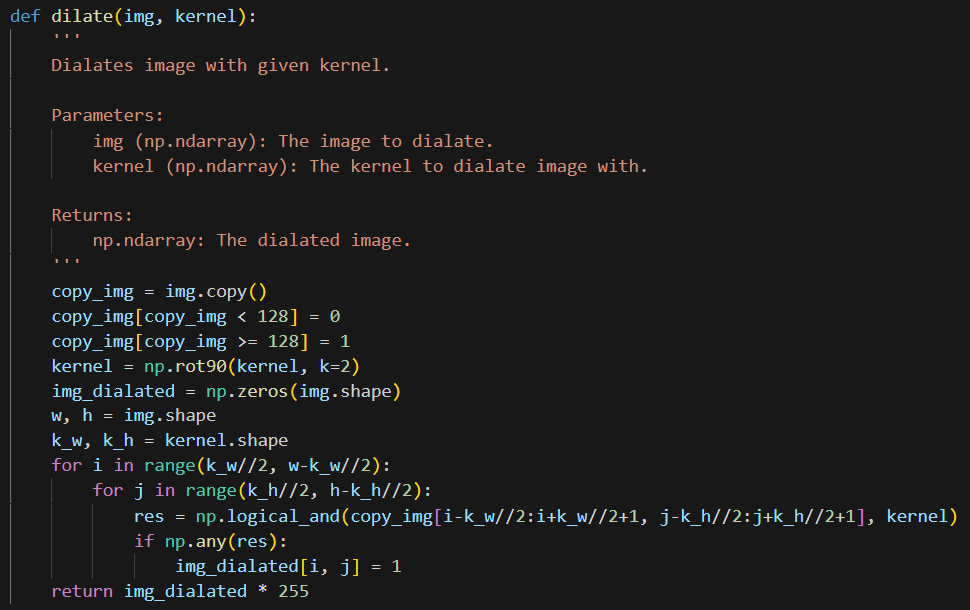 def dilate(img, kernel):
    '''
    Dialates image with given kernel.

    Parameters:
        img (np.ndarray): The image to dialate.
        kernel (np.ndarray): The kernel to dialate image with.

    Returns:
        np.ndarray: The dialated image.
    '''
    copy_img = img.copy()
    copy_img[copy_img < 128] = 0
    copy_img[copy_img >= 128] = 1
    kernel = np.rot90(kernel, k=2)
    img_dialated = np.zeros(img.shape)
    w, h = img.shape
    k_w, k_h = kernel.shape
    for i in range(k_w//2, w-k_w//2):
        for j in range(k_h//2, h-k_h//2):
            res = np.logical_and(copy_img[i-k_w//2:i+k_w//2+1, j-k_h//2:j+k_h//2+1], kernel)
            if np.any(res):
                img_dialated[i, j] = 1
    return img_dialated * 255